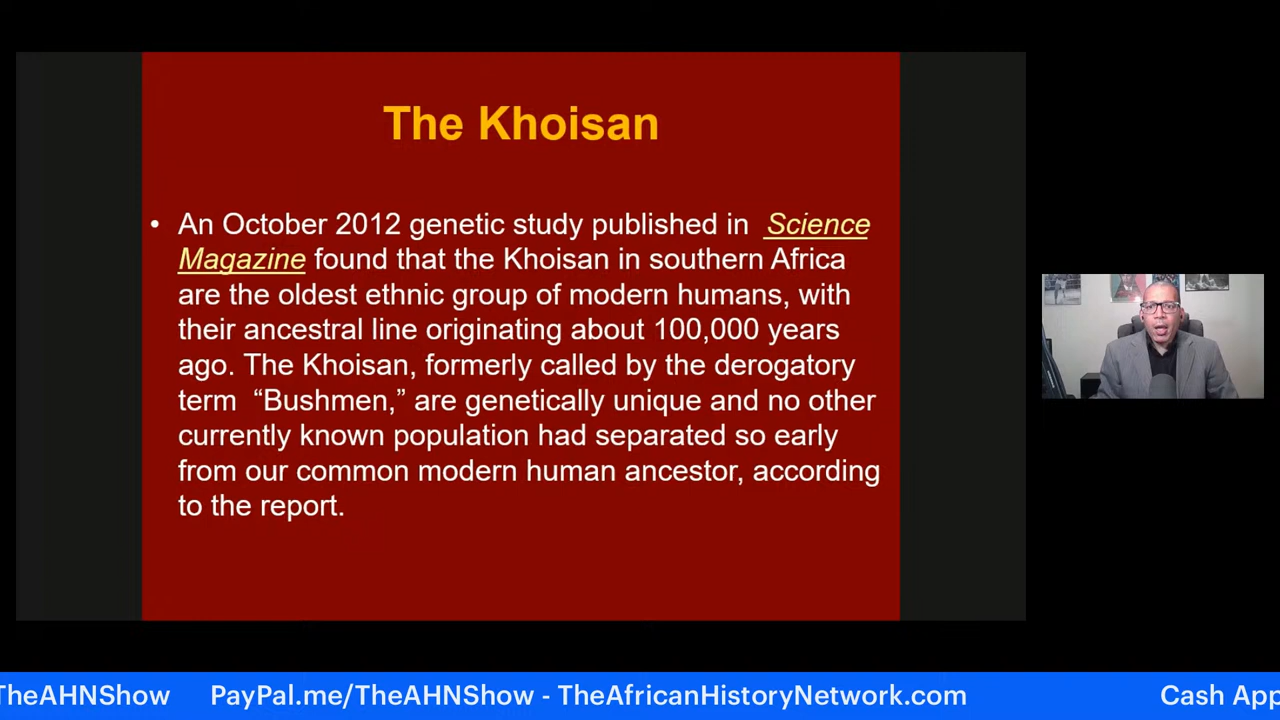 The Khoisan
• An October 2012 genetic study published in Science
Magazine found that the Khoisan in southern Africa
are the oldest ethnic group of modern humans, with
their ancestral line originating about 100,000 years
ago. The Khoisan, formerly called by the derogatory
term “Bushmen,” are genetically unique and no other
currently known population had separated so early
from our common modern human ancestor, according
to the report.
TheAHNShow PayPal.me/TheAHNShow - TheAfricanHistoryNetwork.com Cash App